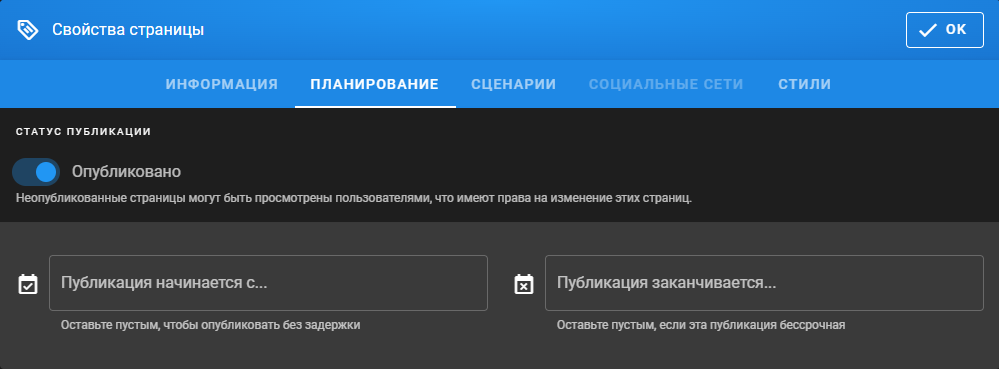 Свойства страницы
OK
ИНФОРМАЦИЯ ПЛАНИРОВАНИЕ СЦЕНАРИИ СОЦИАЛЬНЫЕ СЕТИ СТИЛИ
СТАТУС ПУБЛИКАЦИИ
Опубликовано
Неопубликованные страницы могут быть просмотрены пользователями, что имеют права на изменение этих страниц.
Публикация начинается с...
Оставьте пустым, чтобы опубликовать без задержки
Публикация заканчивается...
Оставьте пустым, если эта публикация бессрочная